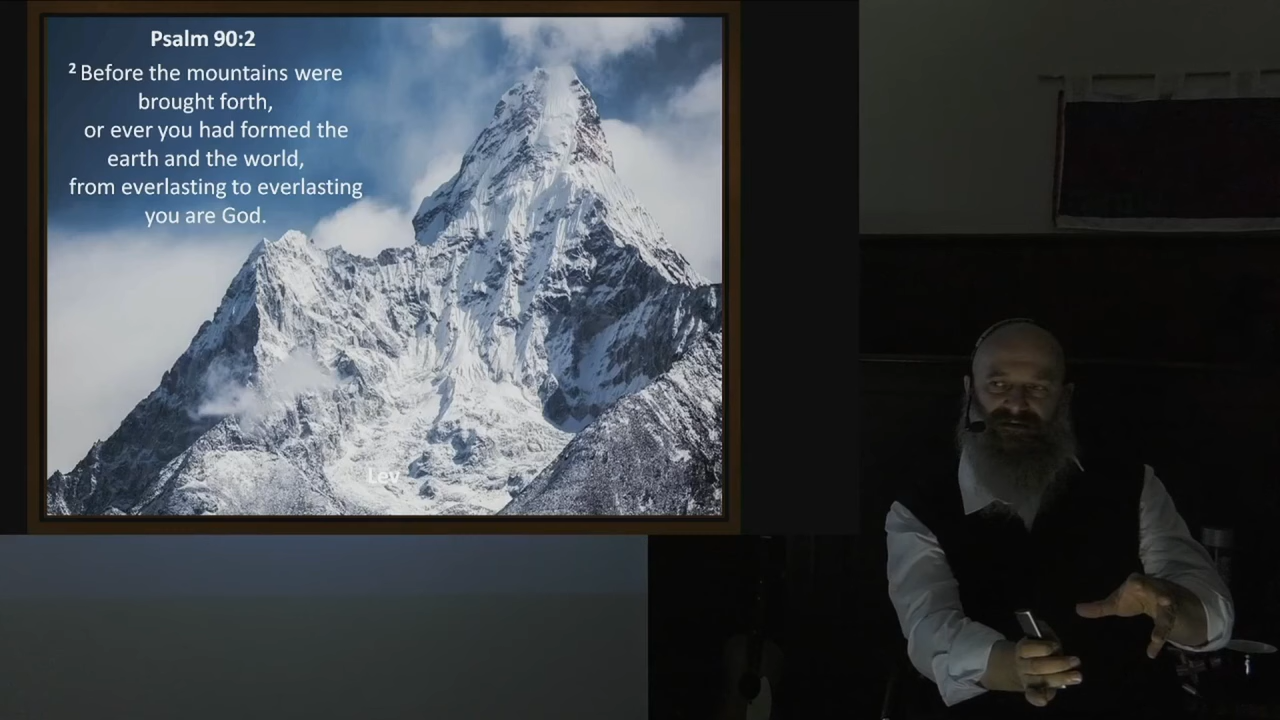 Psalm 90:2
2 Before the mountains were
brought forth,
or ever you had formed the
earth and the world,
from everlasting to everlasting
you are God.
Lev